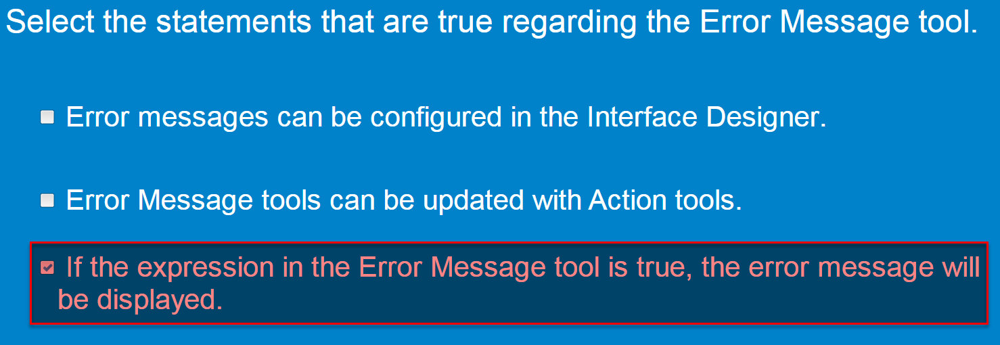 Select the statements that are true regarding the Error Message tool.
Error messages can be configured in the Interface Designer.
Error Message tools can be updated with Action tools.
If the expression in the Error Message tool is true, the error message will
be displayed.